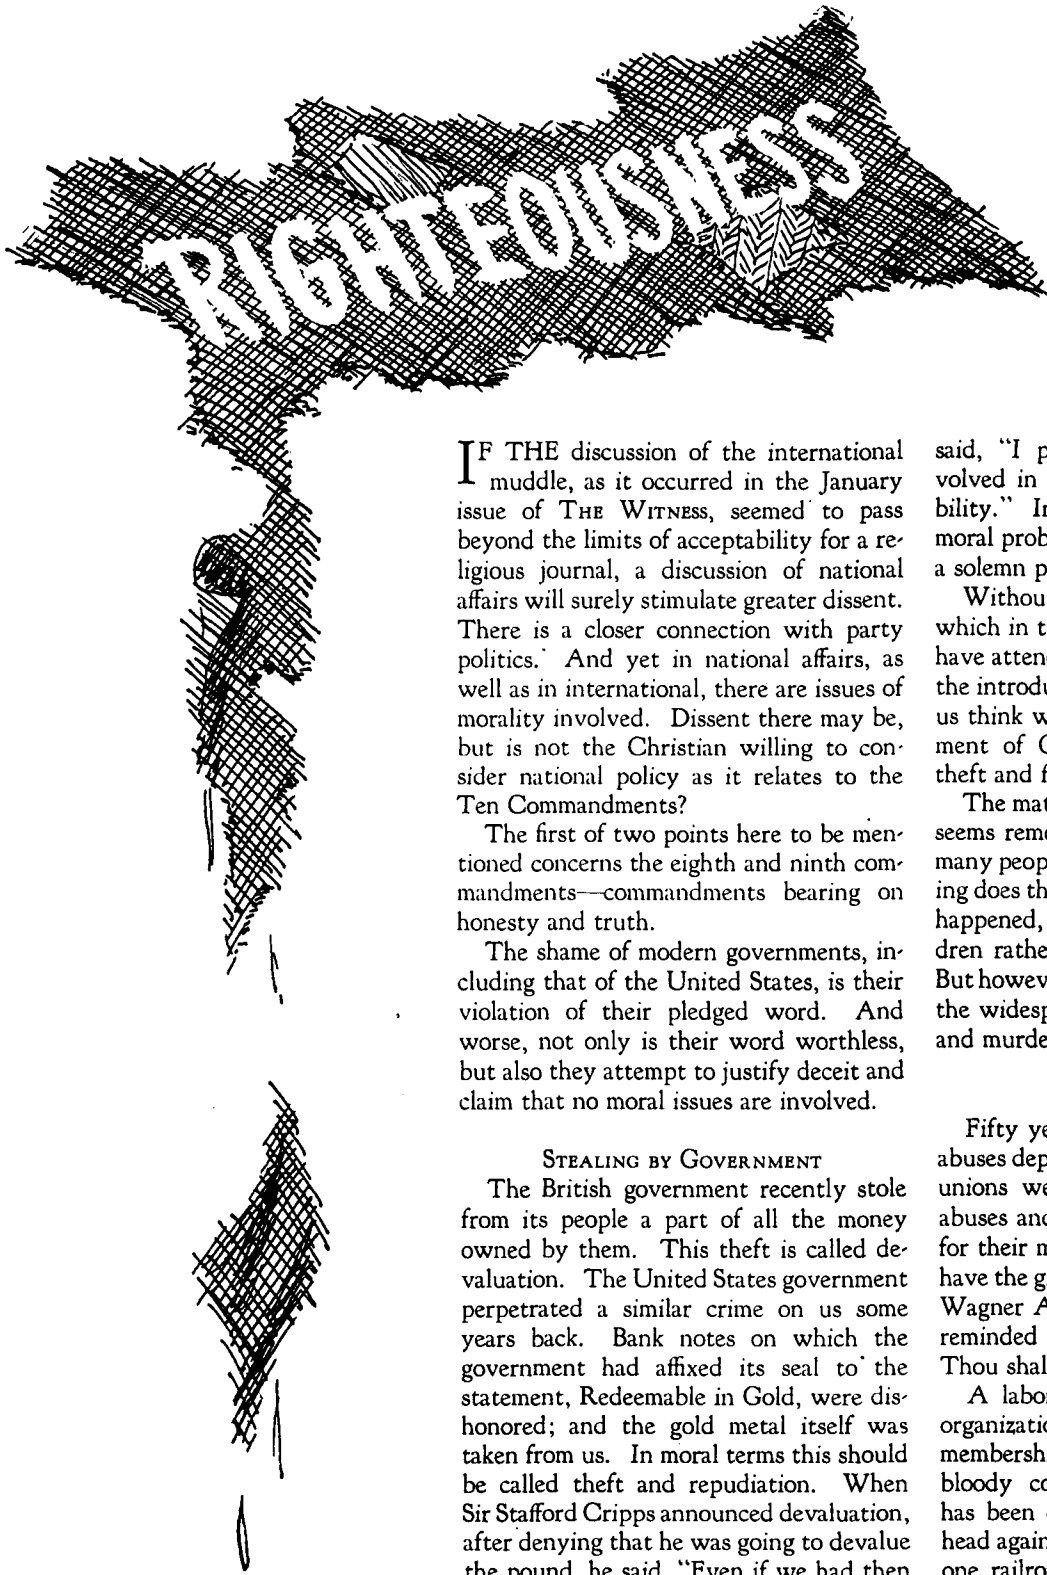 RIGHTEOUSNESS
IF THE discussion of the international
muddle, as it occurred in the January
issue of THE WITNESS, seemed to pass
beyond the limits of acceptability for a re-
ligious journal, a discussion of national
affairs will surely stimulate greater dissent.
There is a closer connection with party
politics. And yet in national affairs, as
well as in international, there are issues of
morality involved. Dissent there may be,
but is not the Christian willing to con-
sider national policy as it relates to the
Ten Commandments?
The first of two points here to be men-
tioned concerns the eighth and ninth com-
mandments—commandments bearing on
honesty and truth.
The shame of modern governments, in-
cluding that of the United States, is their
violation of their pledged word. And
worse, not only is their word worthless,
but also they attempt to justify deceit and
claim that no moral issues are involved.
STEALING BY GOVERNMENT
The British government recently stole
from its people a part of all the money
owned by them. This theft is called de-
valuation. The United States government
perpetrated a similar crime on us some
years back. Bank notes on which the
government had affixed its seal to the
statement, Redeemable in Gold, were dis-
honored; and the gold metal itself was
taken from us. In moral terms this should
be called theft and repudiation. When
Sir Stafford Cripps announced devaluation,
after denying that he was going to devalue
the pound, he said, "Even if we had then
said, "I p
volved in
bility." I
moral prob
a solemn p
Withou
which in t
have atten
the introdu
us think w
ment of
theft and f
The mat
seems rem
many peop
ing does th
happened,
dren rathe
But howev
the widesp
and murde
Fifty ye
abuses dep
unions we
abuses and
for their m
have the g
Wagner A
reminded
Thou shal
A labo
organizatio
membersh
bloody co
has been
head again
one railro